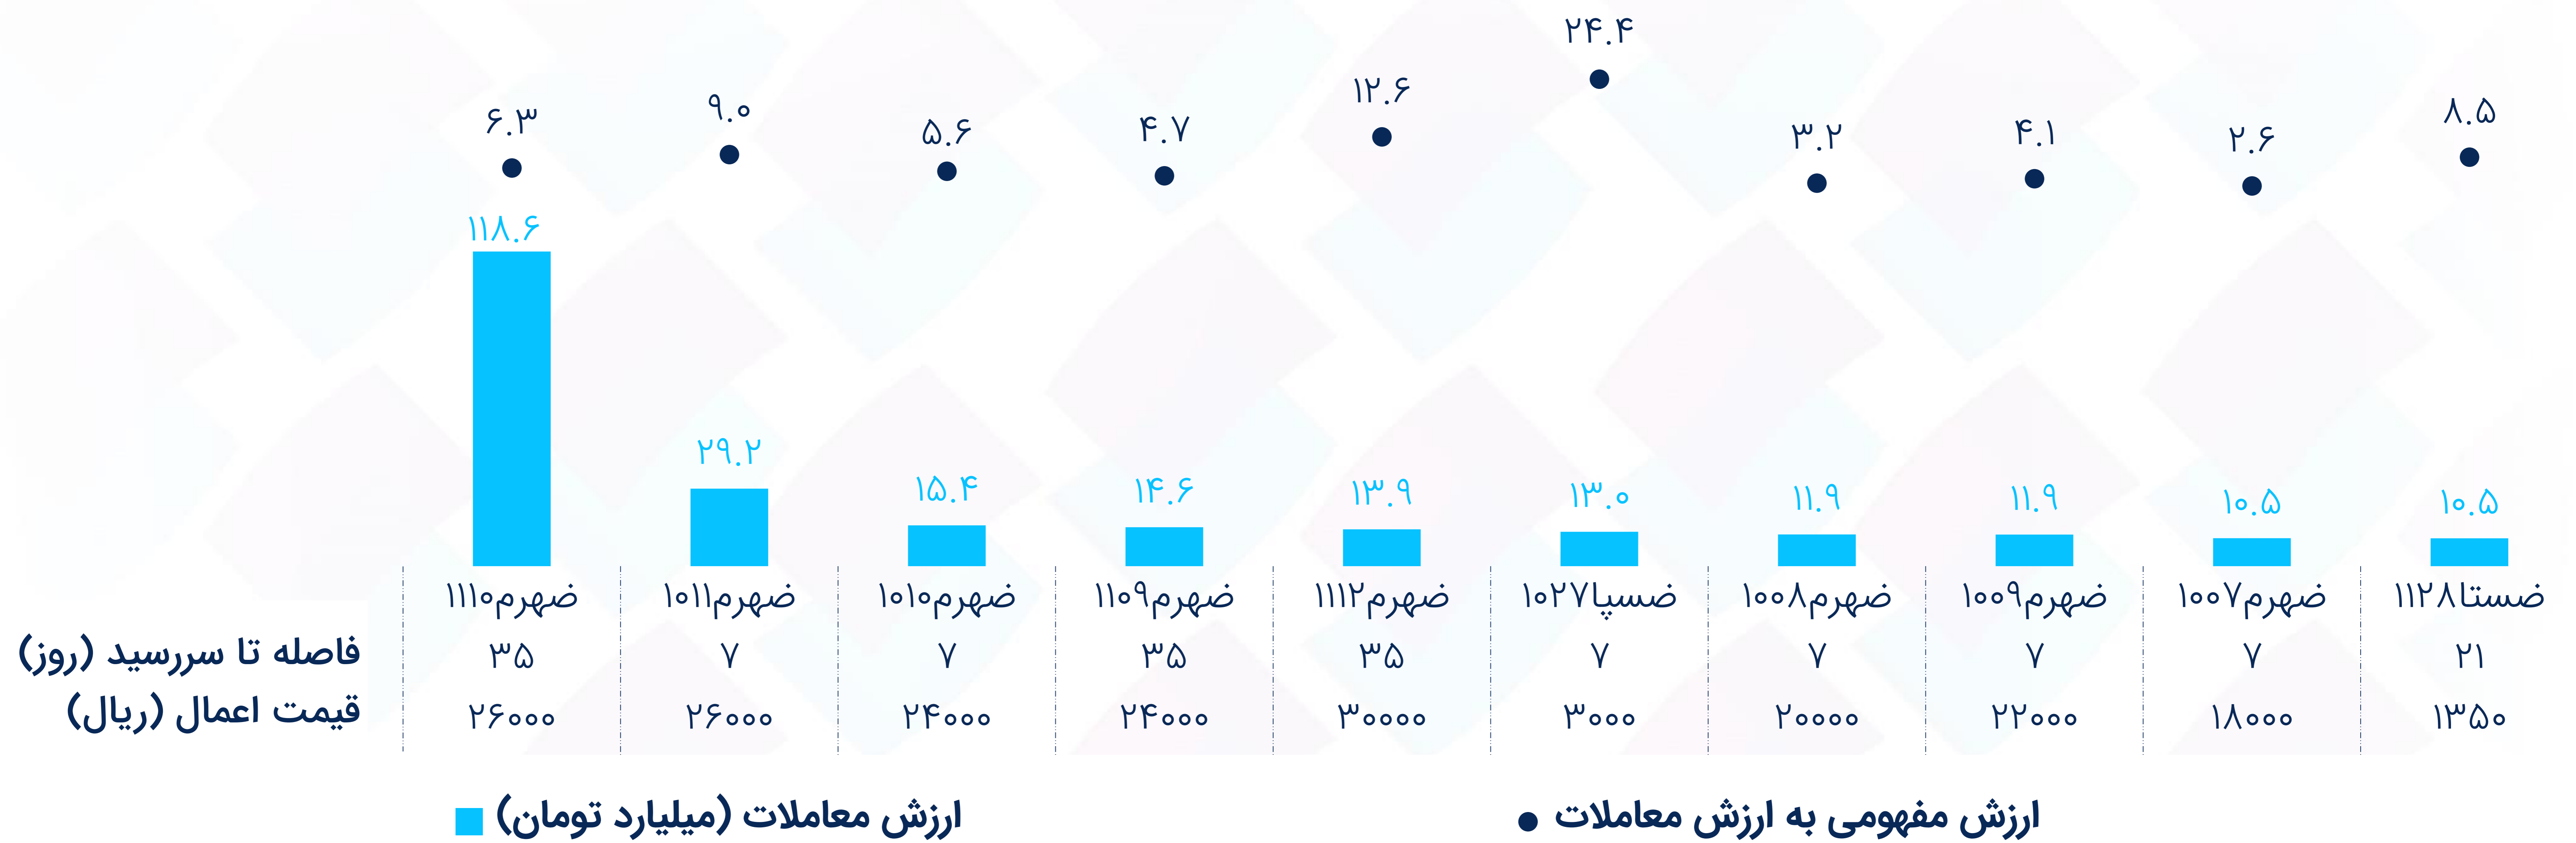 ۶.۳ ۹.۰ ۵.۶ ۴.۷ ۱۲.۶ ۲۴.۴ ۳.۲ ۴.۱ ۲.۶ ۸.۵
۱۱۸.۶ ۲۹.۲ ۱۵.۴ ۱۴.۶ ۱۳.۹ ۱۳.۰ ۱۱.۹ ۱۱.۹ ۱۰.۵ ۱۰.۵
ضهرم۱۱۱۰ ضهرم۱۰۱۱ ضهرم۱۰۱۰ ضهرم۱۱۰۹ ضهرم۱۱۱۲ ضسپا۱۰۲۷ ضهرم۱۰۰۸ ضهرم۱۰۰۹ ضهرم۱۰۰۷ ضستا۱۱۲۸
فاصله تا سررسید (روز) ۳۵ ۷ ۷ ۳۵ ۳۵ ۷ ۷ ۷ ۷ ۲۱
قیمت اعمال (ریال) ۲۶۰۰۰ ۲۶۰۰۰ ۲۴۰۰۰ ۲۴۰۰۰ ۳۰۰۰۰ ۳۰۰۰ ۲۰۰۰۰ ۲۲۰۰۰ ۱۸۰۰۰ ۱۳۵۰
ارزش معاملات (میلیارد تومان)
ارزش مفهومی به ارزش معاملات